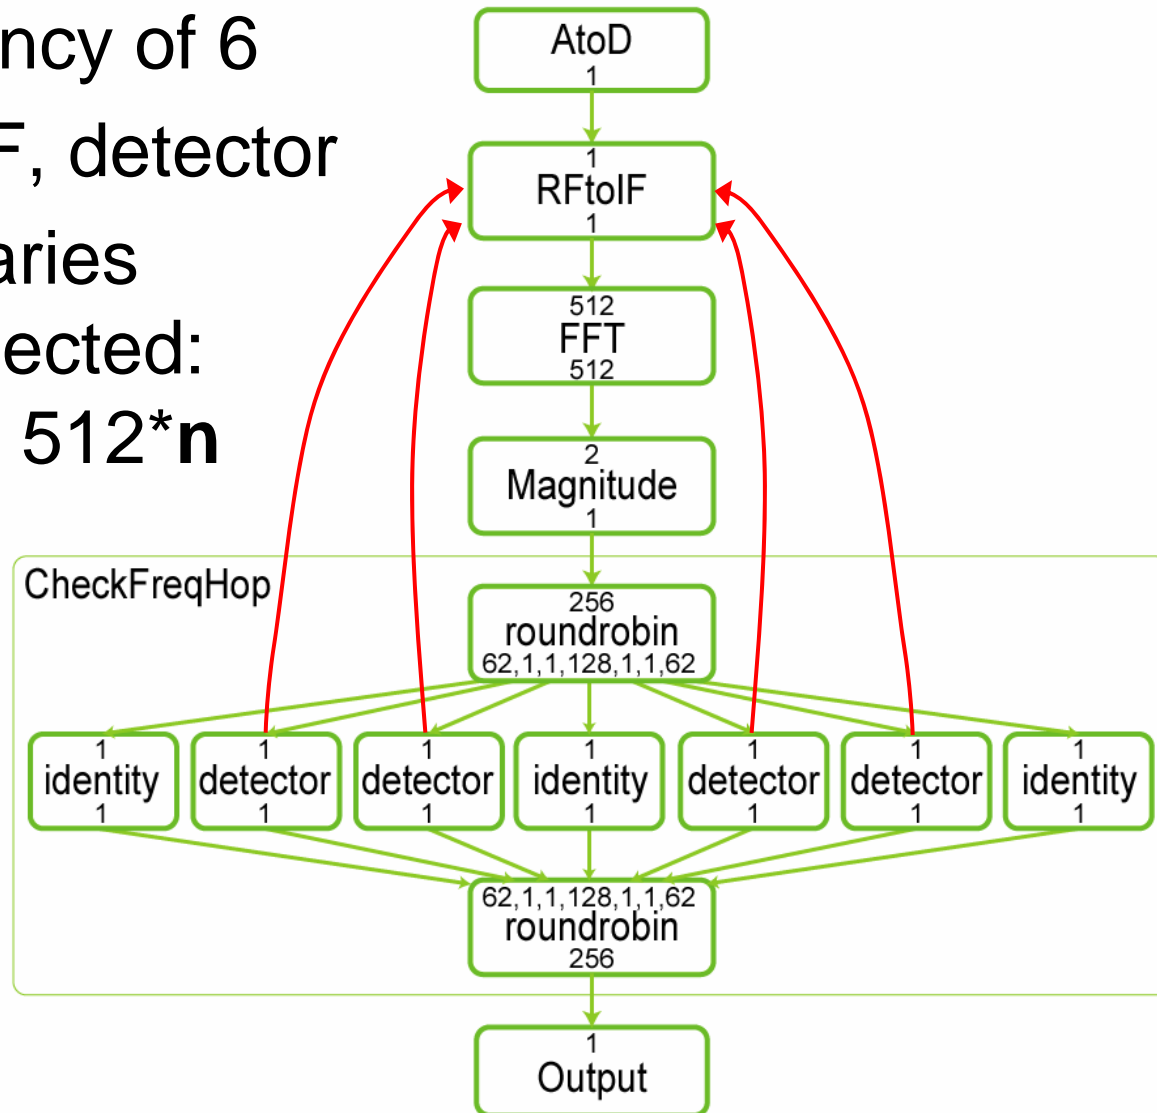 ncy of 6
F, detector
aries
ected:
512*n
AtoD
1
1
RFtoIF
1
512
FFT
512
2
Magnitude
1
CheckFreqHop
256
roundrobin
62,1,1,128,1,1,62
1 1 1 1 1 1 1
identity detector detector identity detector detector identity
1 1 1 1 1 1 1
62,1,1,128,1,1,62
roundrobin
256
1
Output